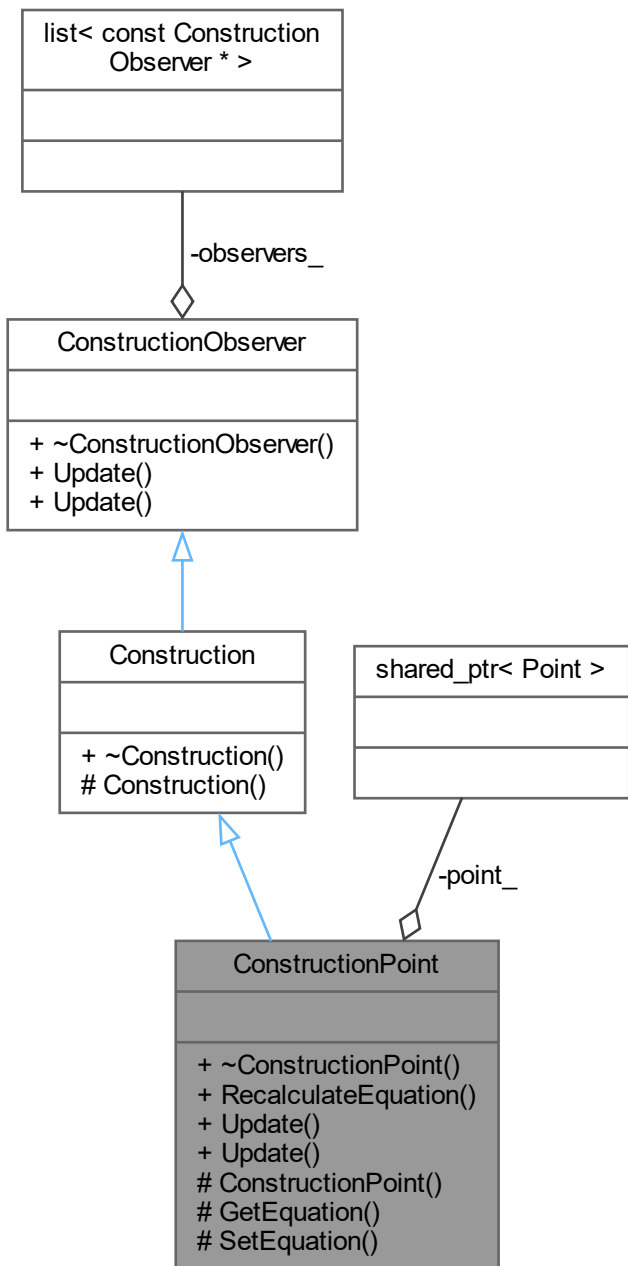 list< const Construction
Observer * >
-observers_
ConstructionObserver
+ ~ConstructionObserver()
+ Update()
+ Update()
Construction
+ ~Construction()
# Construction()
shared_ptr< Point >
-point_
ConstructionPoint
+ ~ConstructionPoint()
+ RecalculateEquation()
+ Update()
+ Update()
# ConstructionPoint()
# GetEquation()
# SetEquation()